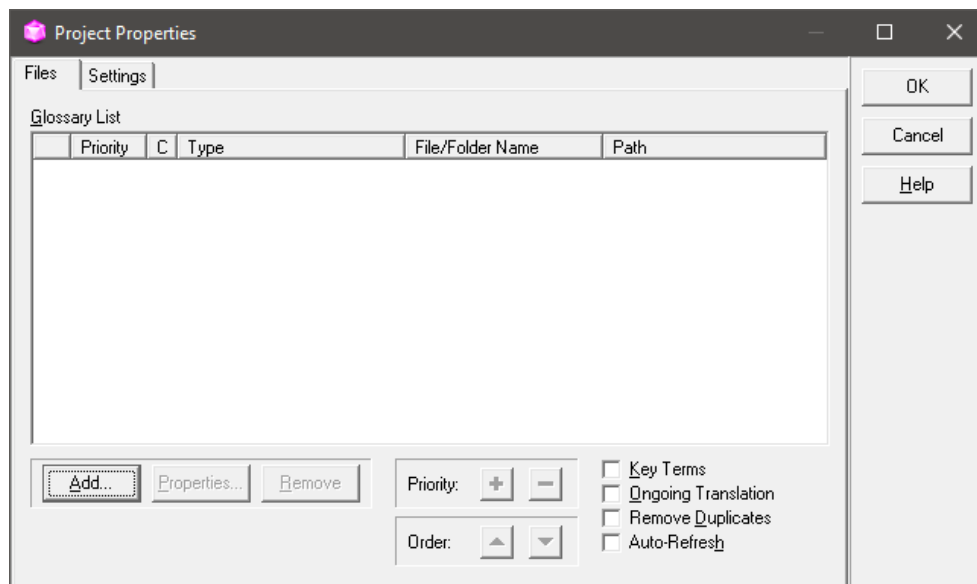 Project Properties
Files Settings
OK
Glossary List
Cancel
Priority C Type File/Folder Name Path
Help
Add... Properties... Remove Priority: + − Key Terms
Ongoing Translation
Remove Duplicates
Order: Auto-Refresh